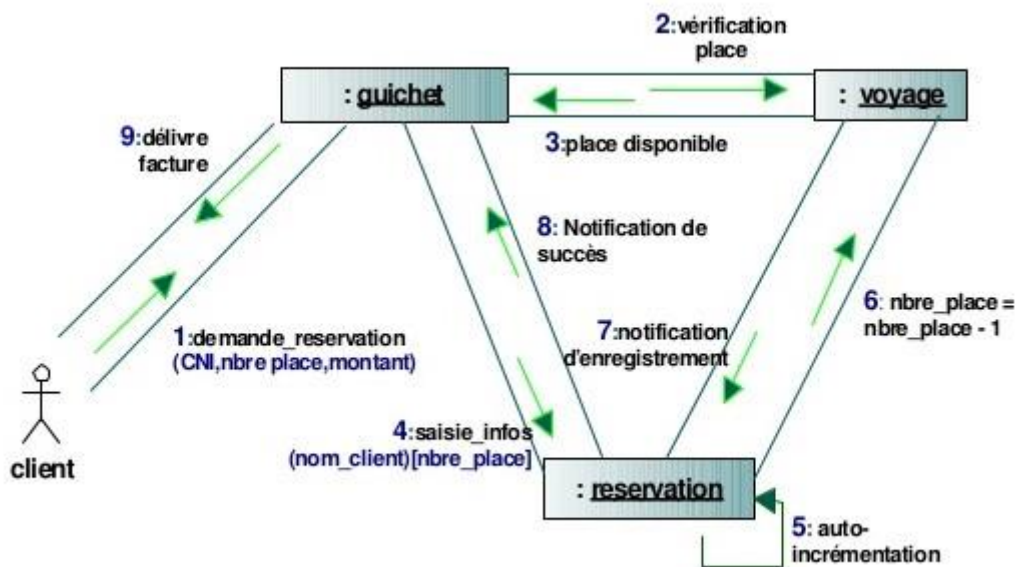 2:vérification
place
: guichet
: voyage
9:délivre
facture
3:place disponible
8: Notification de
succès
6: nbre_place =
nbre_place - 1
1:demande_reservation
(CNI,nbre place,montant)
7:notification
d'enregistrement
4:saisie_infos
(nom_client)[nbre_place]
client
: reservation
5: auto-
incrémentation